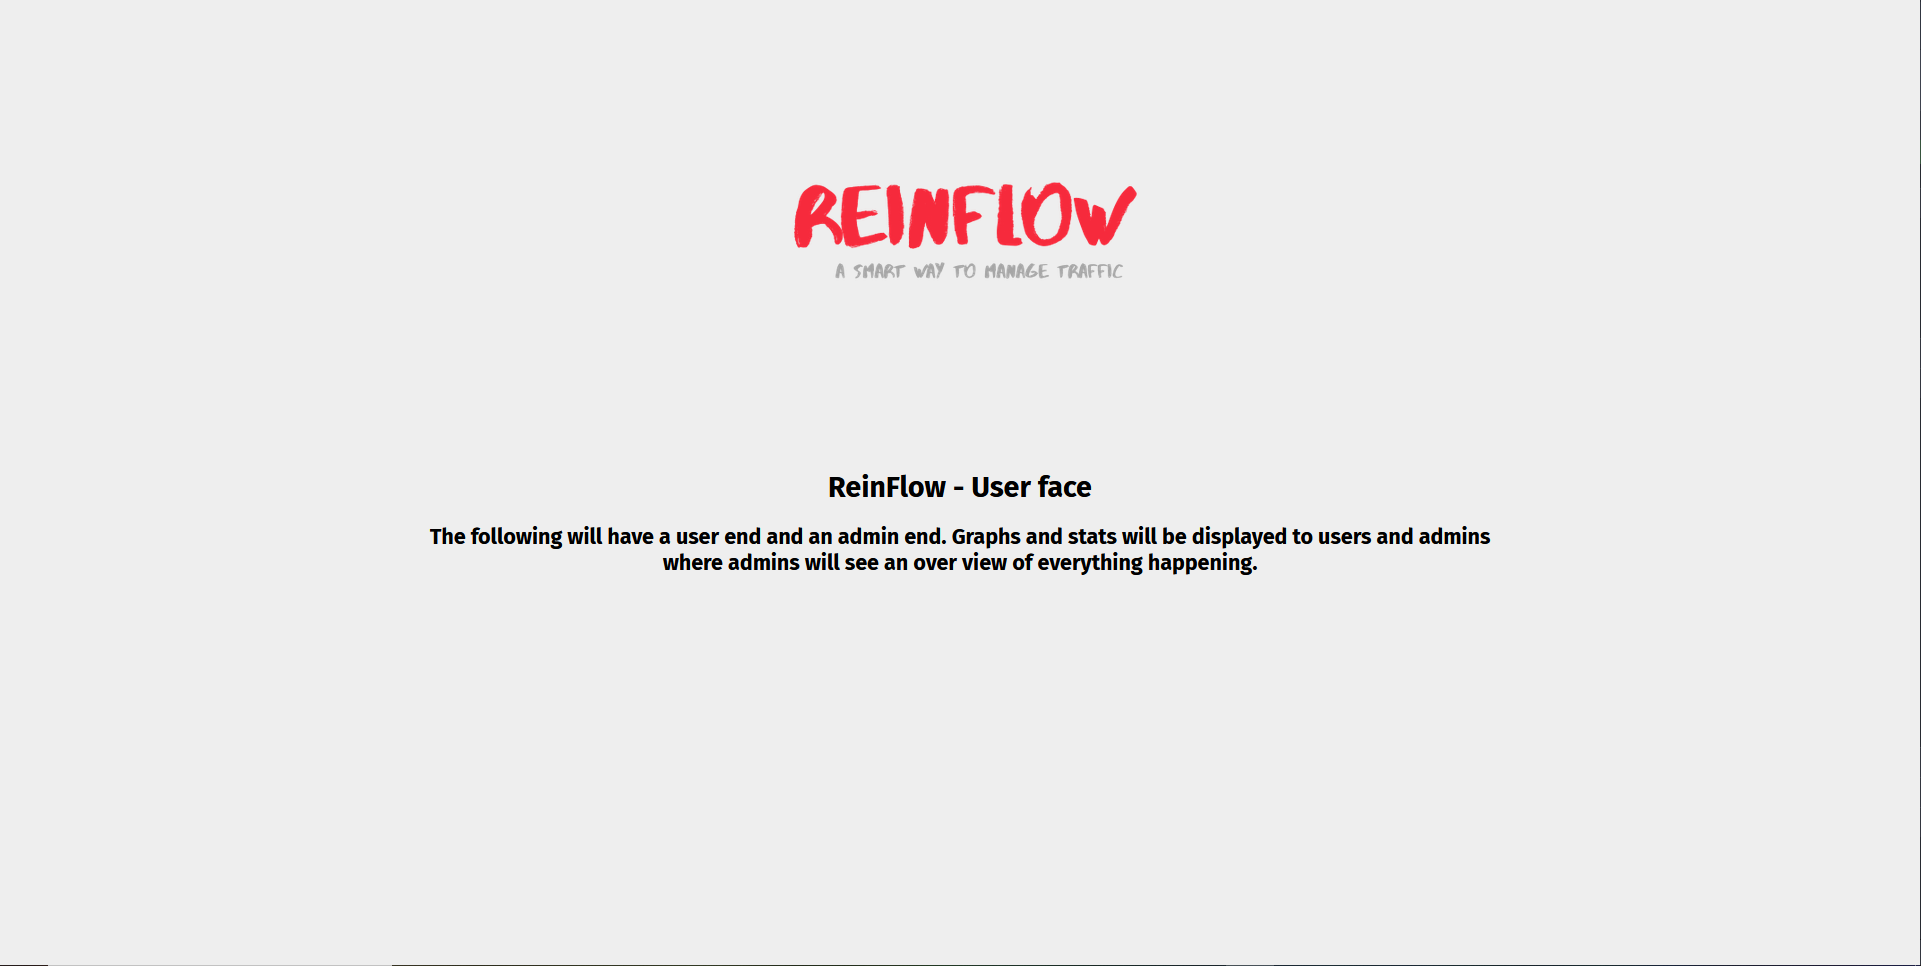 REINFLOW
A SMART WAY TO MANAGE TRAFFIC
ReinFlow - User face
The following will have a user end and an admin end. Graphs and stats will be displayed to users and admins
where admins will see an over view of everything happening.